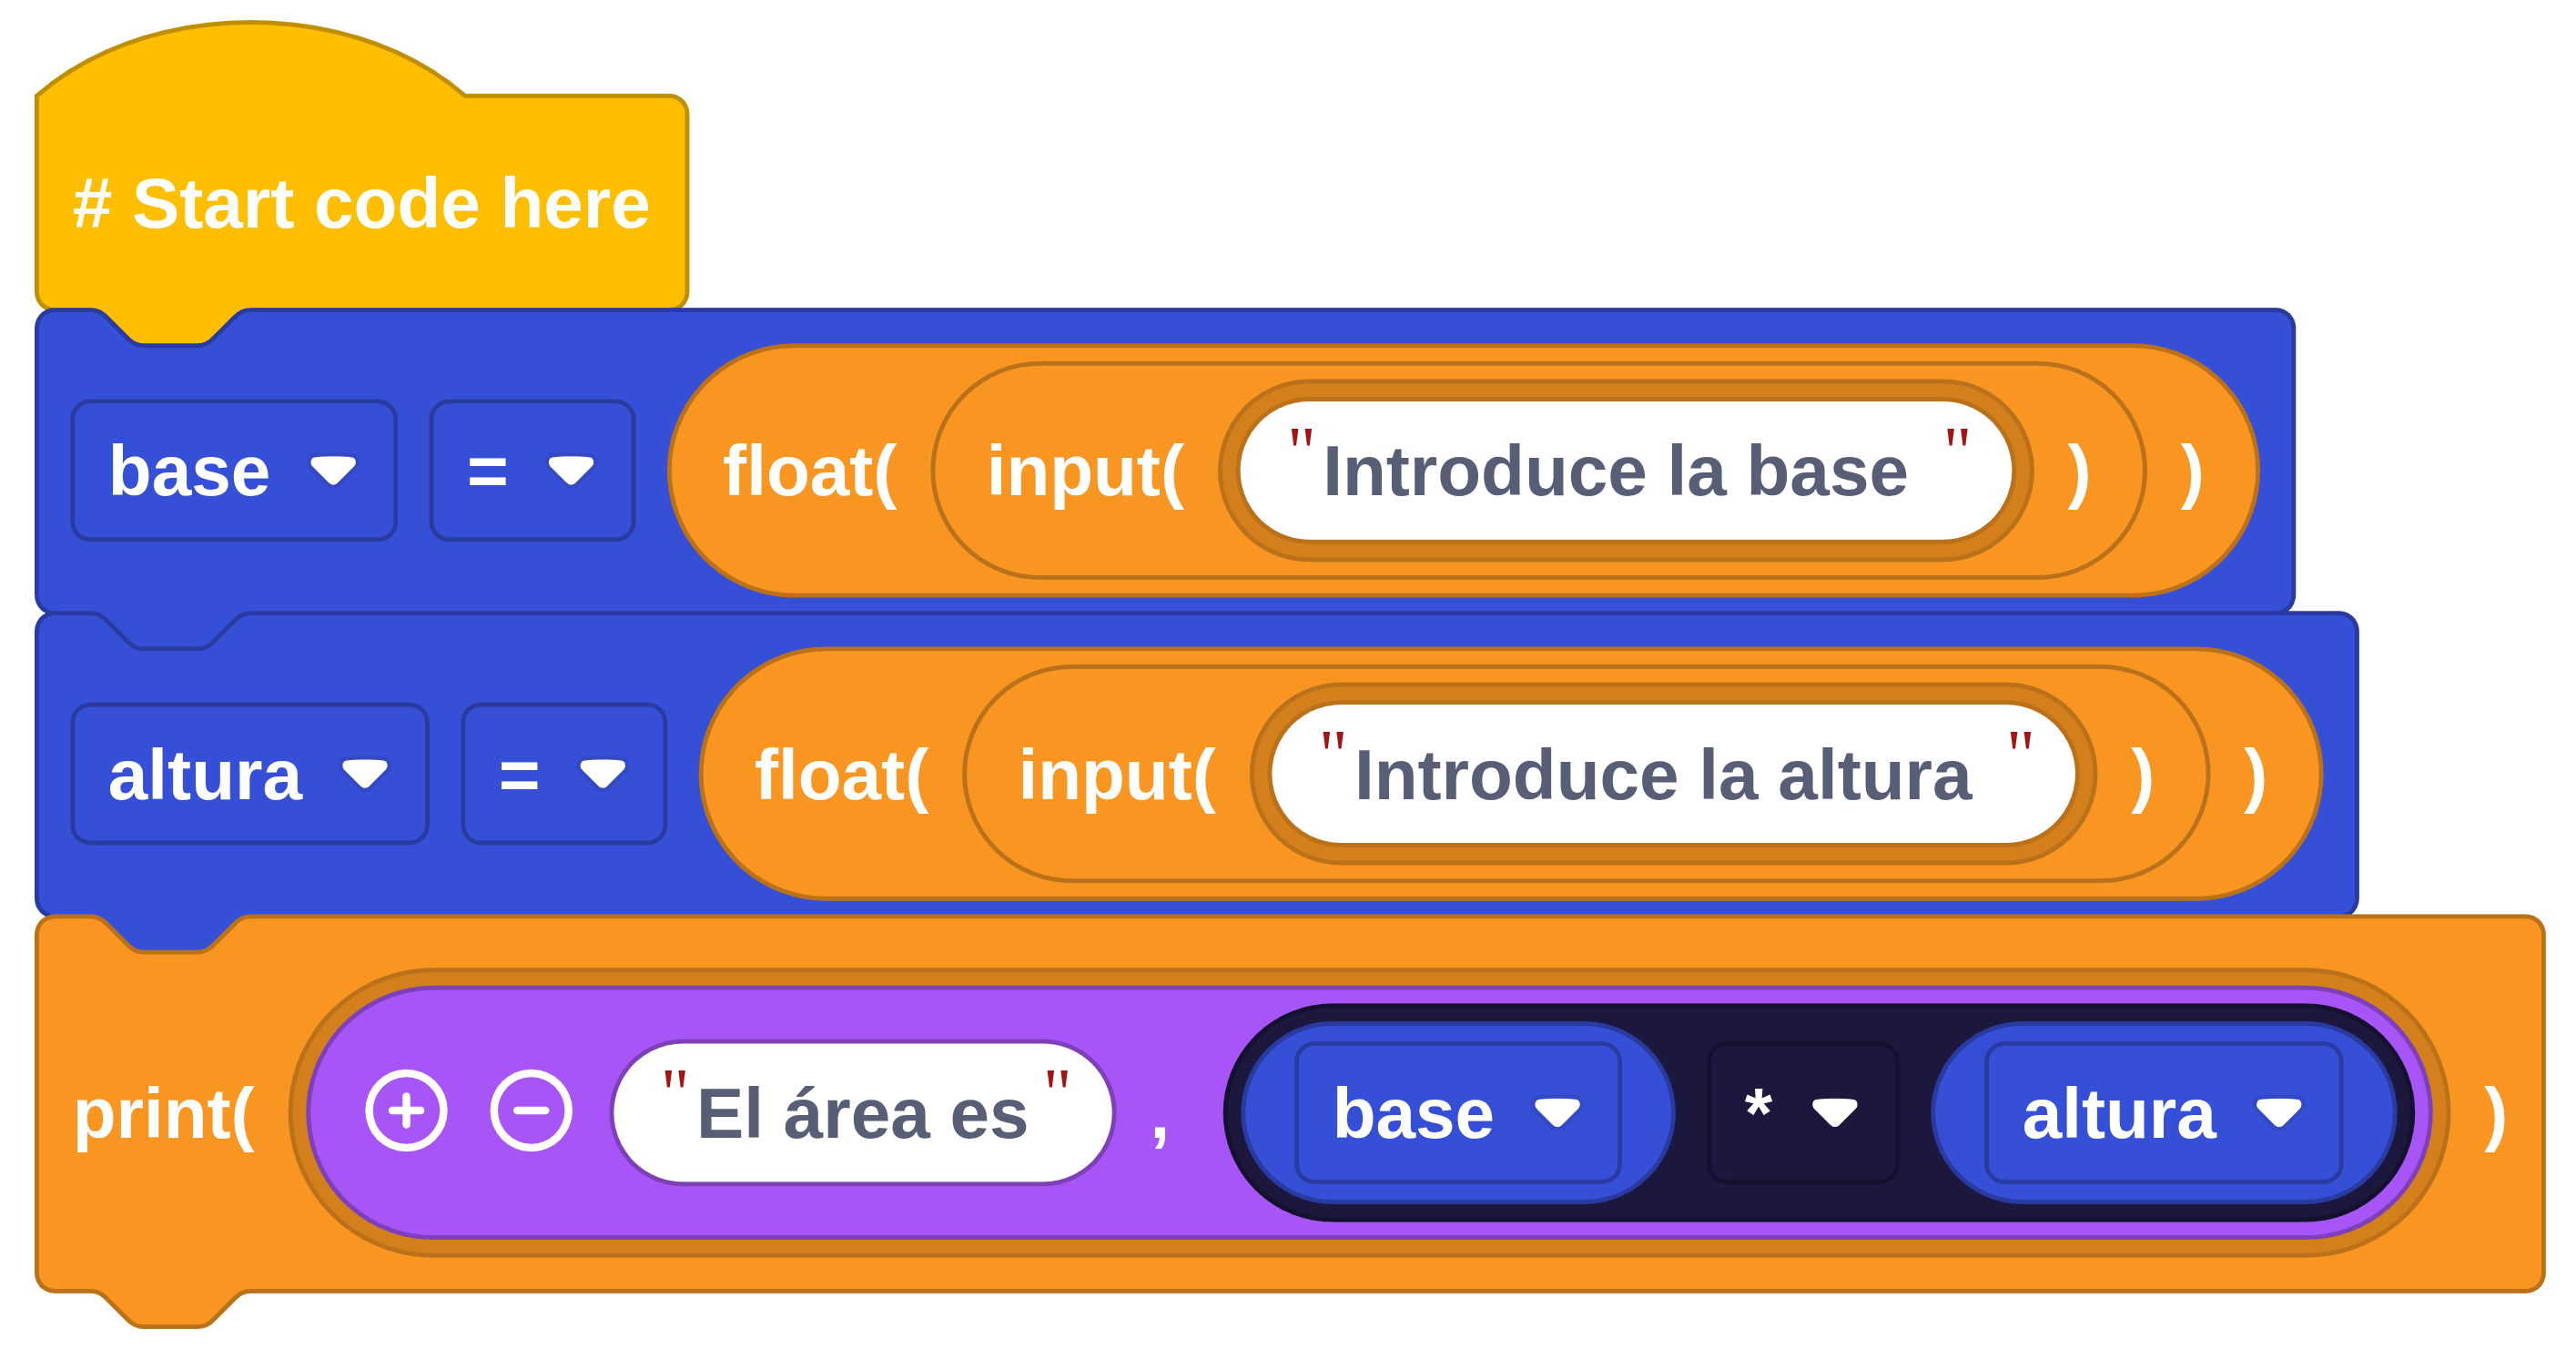 # Start code here
base = float( input( "Introduce la base " ) )
altura = float( input( "Introduce la altura " ) )
print( "El área es" , base * altura )